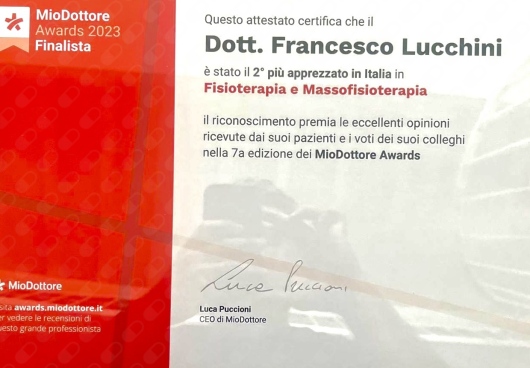 MioDottore
Awards 2023
Finalista
Questo attestato certifica che il
Dott. Francesco Lucchini
è stato il 2° più apprezzato in Italia in
Fisioterapia e Massofisioterapia
il riconoscimento premia le eccellenti opinioni
ricevute dai suoi pazienti e i voti dei suoi colleghi
nella 7a edizione dei MioDottore Awards
Luca Puccioni
Luca Puccioni
CEO di MioDottore
MioDottore
awards.miodottore.it
vedere le recensioni di
grande professionista